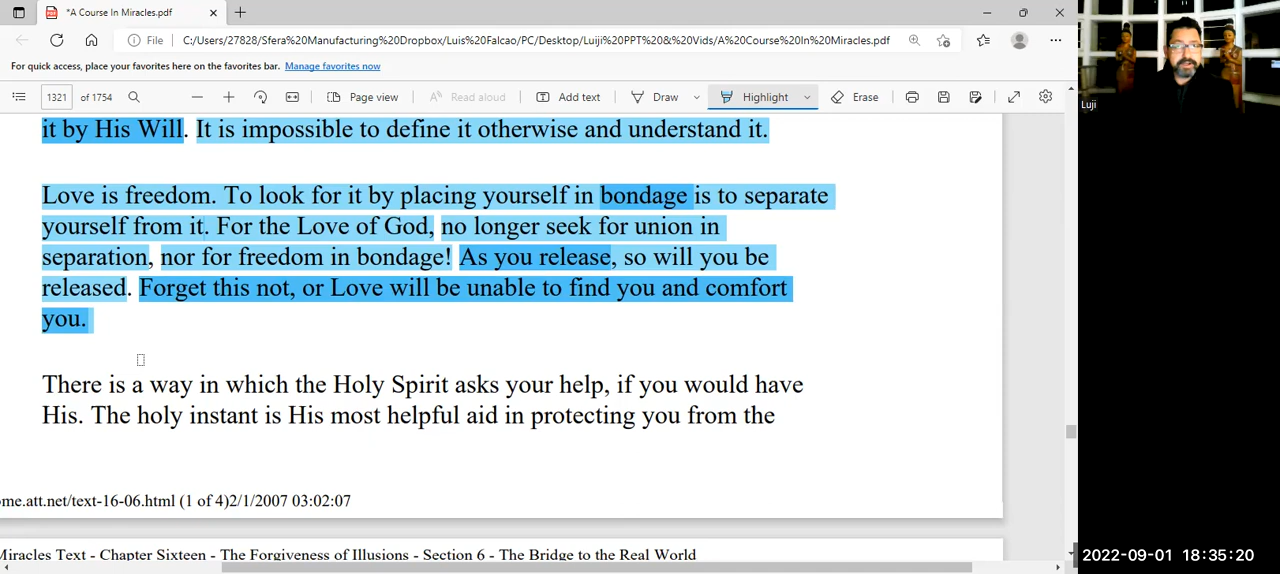 *A Course In Miracles.pdf
File C:/Users/27828/Sfera%20Manufacturing%20Dropbox/Luis%20Falcao/PC/Desktop/Luiji%20PPT%20&%20Vids/A%20Course%20In%20Miracles.pdf
For quick access, place your favorites here on the favorites bar. Manage favorites now
1321 of 1754 Page view Read aloud Add text Draw Highlight Erase
Luji
it by His Will. It is impossible to define it otherwise and understand it.
Love is freedom. To look for it by placing yourself in bondage is to separate
yourself from it. For the Love of God, no longer seek for union in
separation, nor for freedom in bondage! As you release, so will you be
released. Forget this not, or Love will be unable to find you and comfort
you.
There is a way in which the Holy Spirit asks your help, if you would have
His. The holy instant is His most helpful aid in protecting you from the
ome.att.net/text-16-06.html (1 of 4)2/1/2007 03:02:07
Miracles Text - Chapter Sixteen - The Forgiveness of Illusions - Section 6 - The Bridge to the Real World
2022-09-01 18:35:20